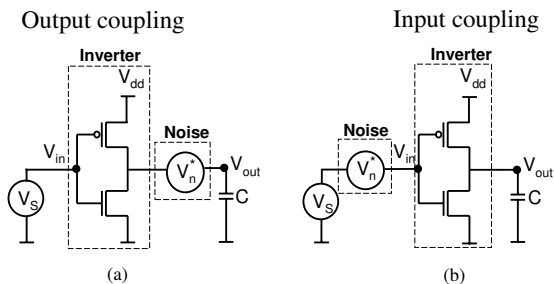 Output coupling
Inverter
V_dd
V_in
Noise
V_n^*
V_out
V_S
C
(a)
Input coupling
Inverter
V_dd
Noise
V_n^*
V_in
V_out
V_S
C
(b)